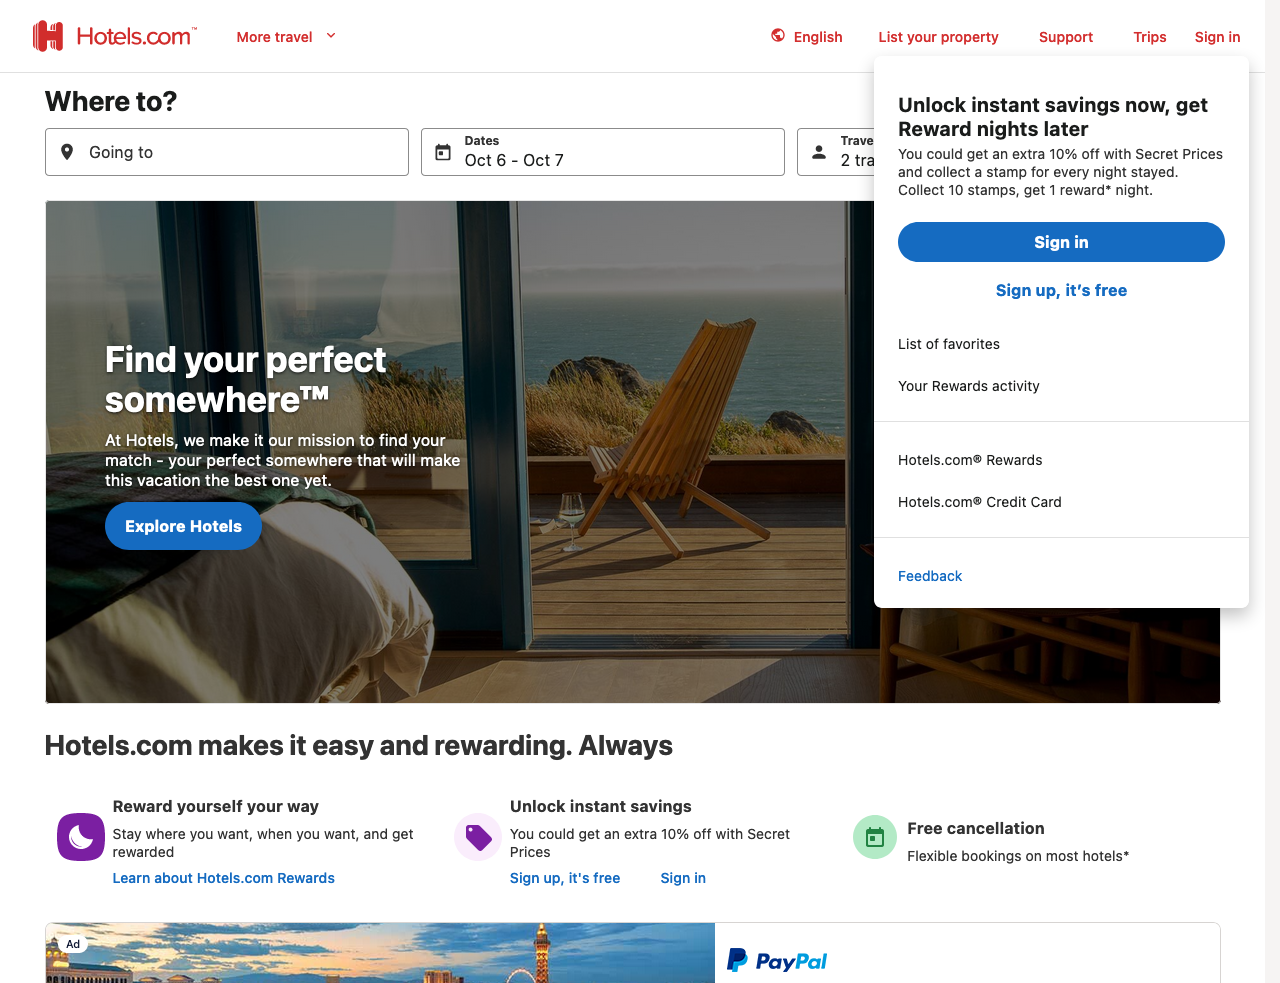 Hotels.com™
More travel
English
List your property
Support
Trips
Sign in
Where to?
Going to
Dates
Oct 6 - Oct 7
Trave
2 tra
Unlock instant savings now, get
Reward nights later
You could get an extra 10% off with Secret Prices
and collect a stamp for every night stayed.
Collect 10 stamps, get 1 reward* night.
Sign in
Sign up, it’s free
List of favorites
Your Rewards activity
Hotels.com® Rewards
Hotels.com® Credit Card
Feedback
Find your perfect
somewhere™
At Hotels, we make it our mission to find your
match - your perfect somewhere that will make
this vacation the best one yet.
Explore Hotels
Hotels.com makes it easy and rewarding. Always
Reward yourself your way
Stay where you want, when you want, and get
rewarded
Learn about Hotels.com Rewards
Unlock instant savings
You could get an extra 10% off with Secret
Prices
Sign up, it's free
Sign in
Free cancellation
Flexible bookings on most hotels*
Ad
PayPal